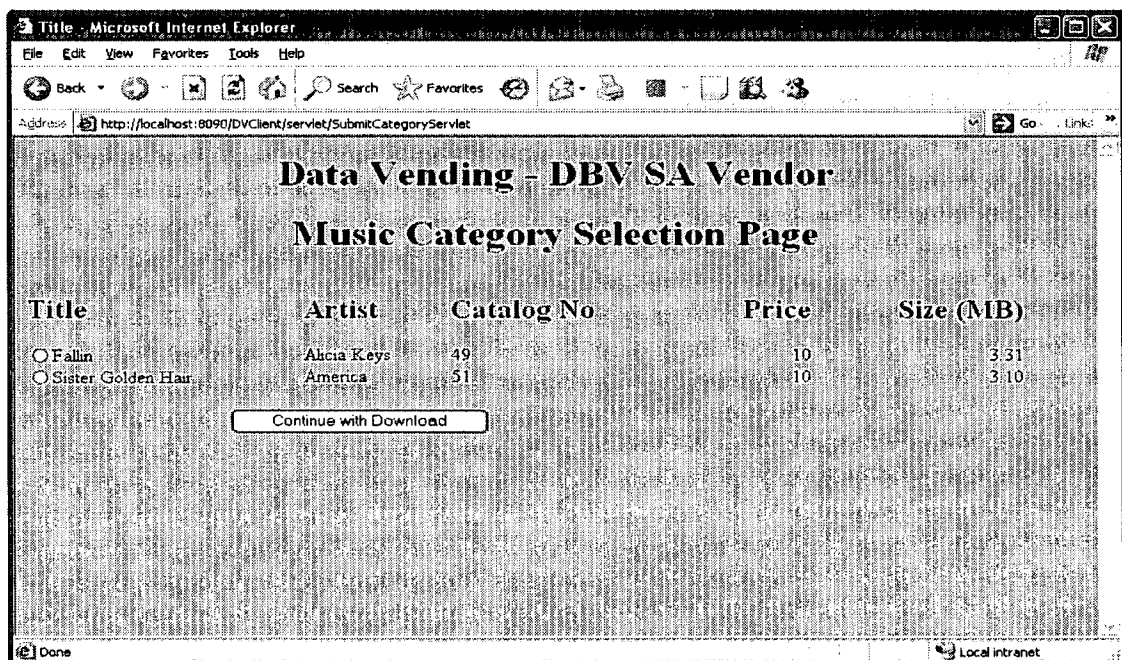 Title - Microsoft Internet Explorer
File Edit View Favorites Tools Help
Back Search Favorites
Address http://localhost:8090/DVClient/servlet/SubmitCategoryServlet Go Links »
Data Vending - DBV SA Vendor
Music Category Selection Page
Title Artist Catalog No Price Size (MB)
Fallin Alicia Keys 49 10 3.31
Sister Golden Hair America 51 10 3.10
Continue with Download
Done Local intranet